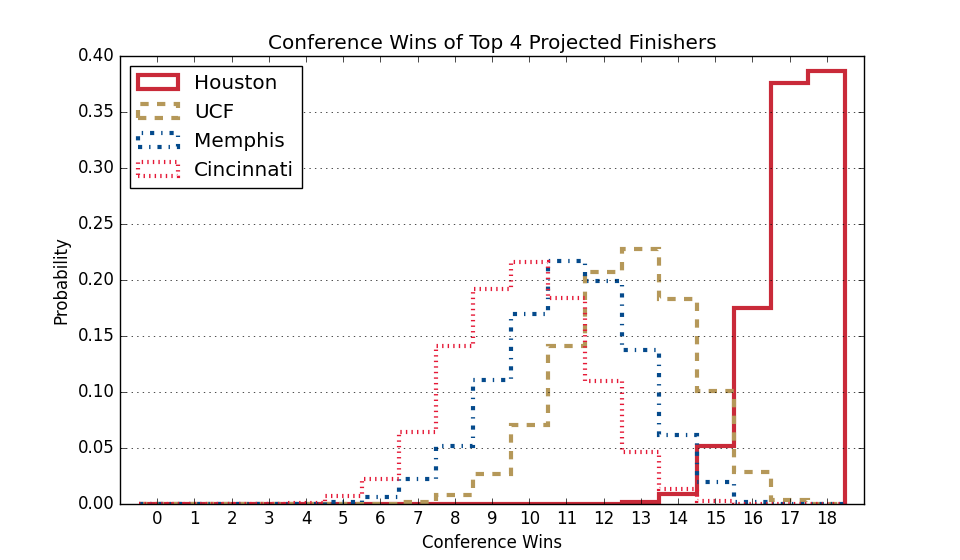 Conference Wins of Top 4 Projected Finishers
Houston
UCF
Memphis
Cincinnati
Probability
0.40
0.35
0.30
0.25
0.20
0.15
0.10
0.05
0.00
0 1 2 3 4 5 6 7 8 9 10 11 12 13 14 15 16 17 18
Conference Wins